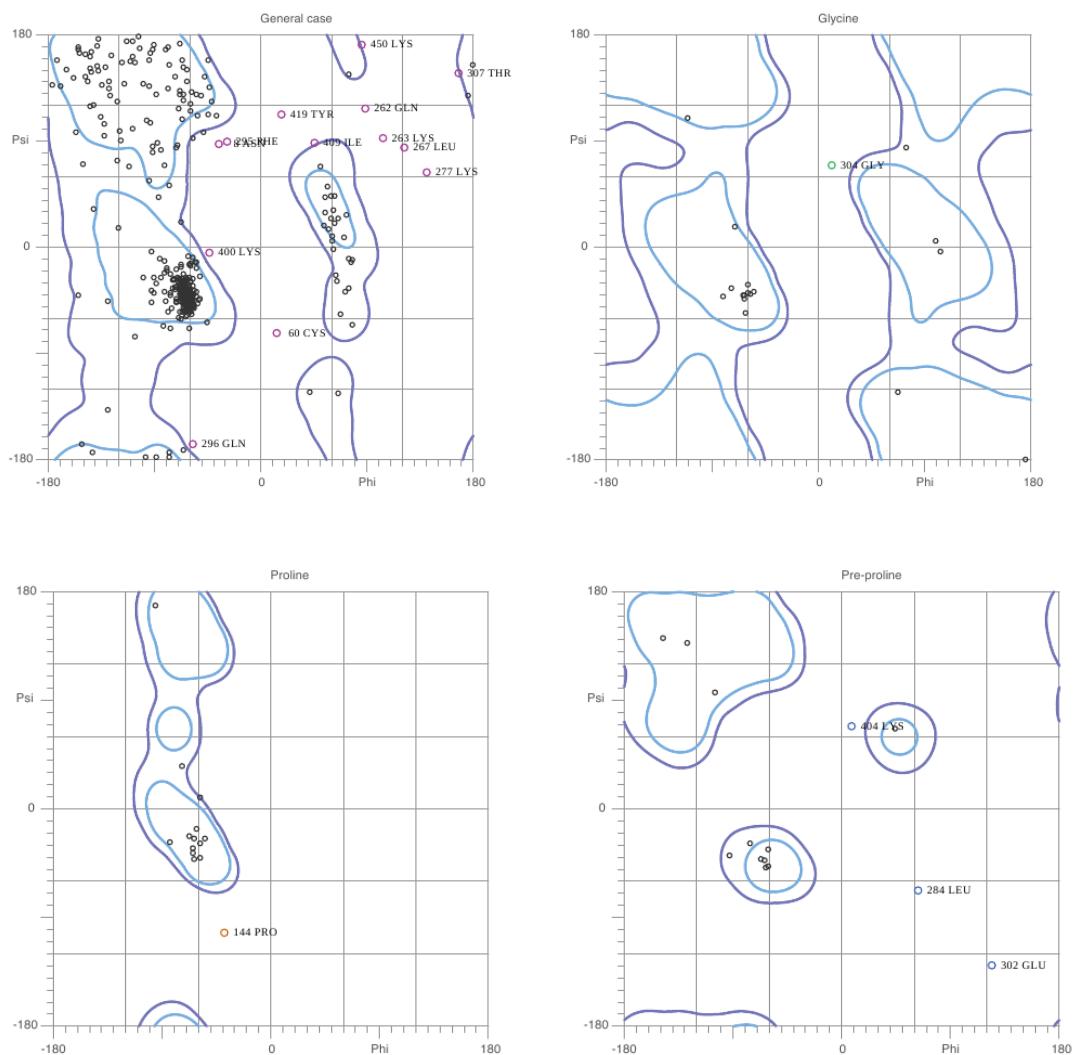 General case
180
450 LYS
307 THR
262 GLN
419 TYR
Psi
295 PHE
8 ASN
409 ILE
263 LYS
267 LEU
277 LYS
0
400 LYS
60 CYS
296 GLN
-180
-180
0
Phi
180
Glycine
180
Psi
304 GLY
0
-180
-180
0
Phi
180
Proline
180
Psi
0
144 PRO
-180
-180
0
Phi
180
Pre-proline
180
Psi
404 LYS
0
284 LEU
302 GLU
-180
-180
0
Phi
180